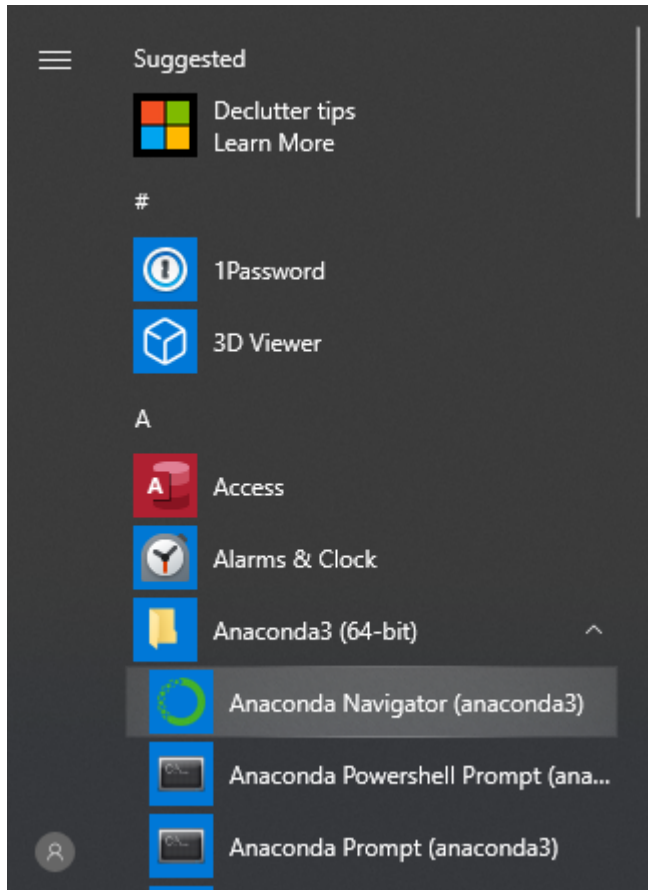 Suggested
Declutter tips
Learn More
#
1Password
3D Viewer
A
Access
Alarms & Clock
Anaconda3 (64-bit)
Anaconda Navigator (anaconda3)
Anaconda Powershell Prompt (ana...
Anaconda Prompt (anaconda3)